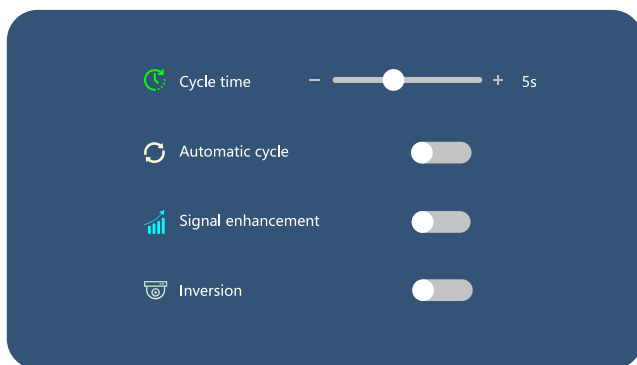 Cycle time − + 5s
Automatic cycle
Signal enhancement
Inversion